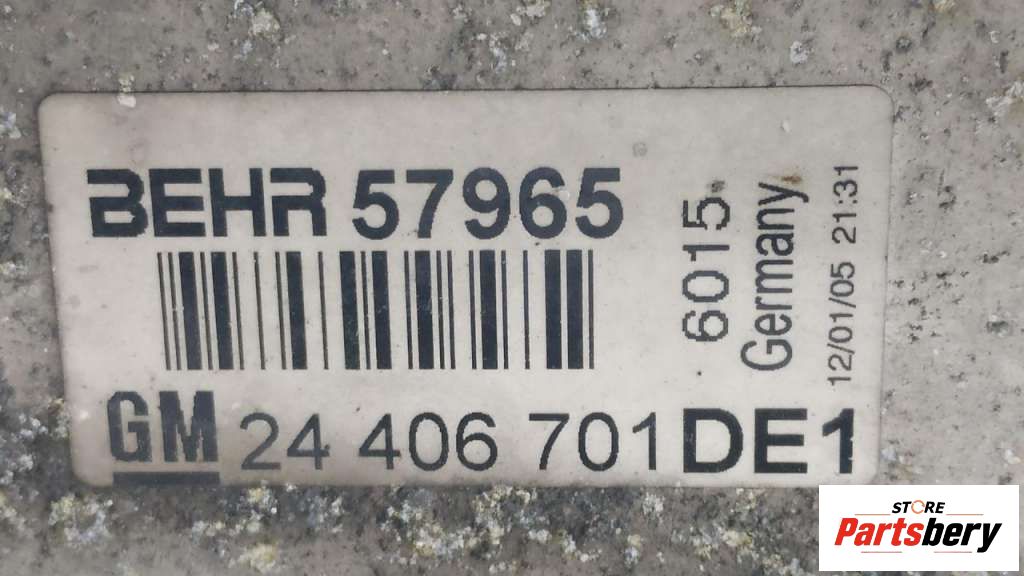 BEHR 57965
6015
Germany
12/01/05 21:31
GM 24 406 701 DE1
STORE
Partsbery